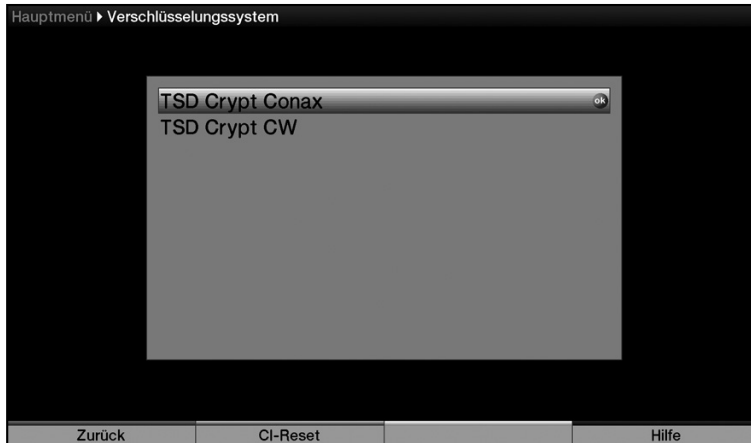 Hauptmenü ▸ Verschlüsselungssystem
TSD Crypt Conax ok
TSD Crypt CW
Zurück CI-Reset Hilfe